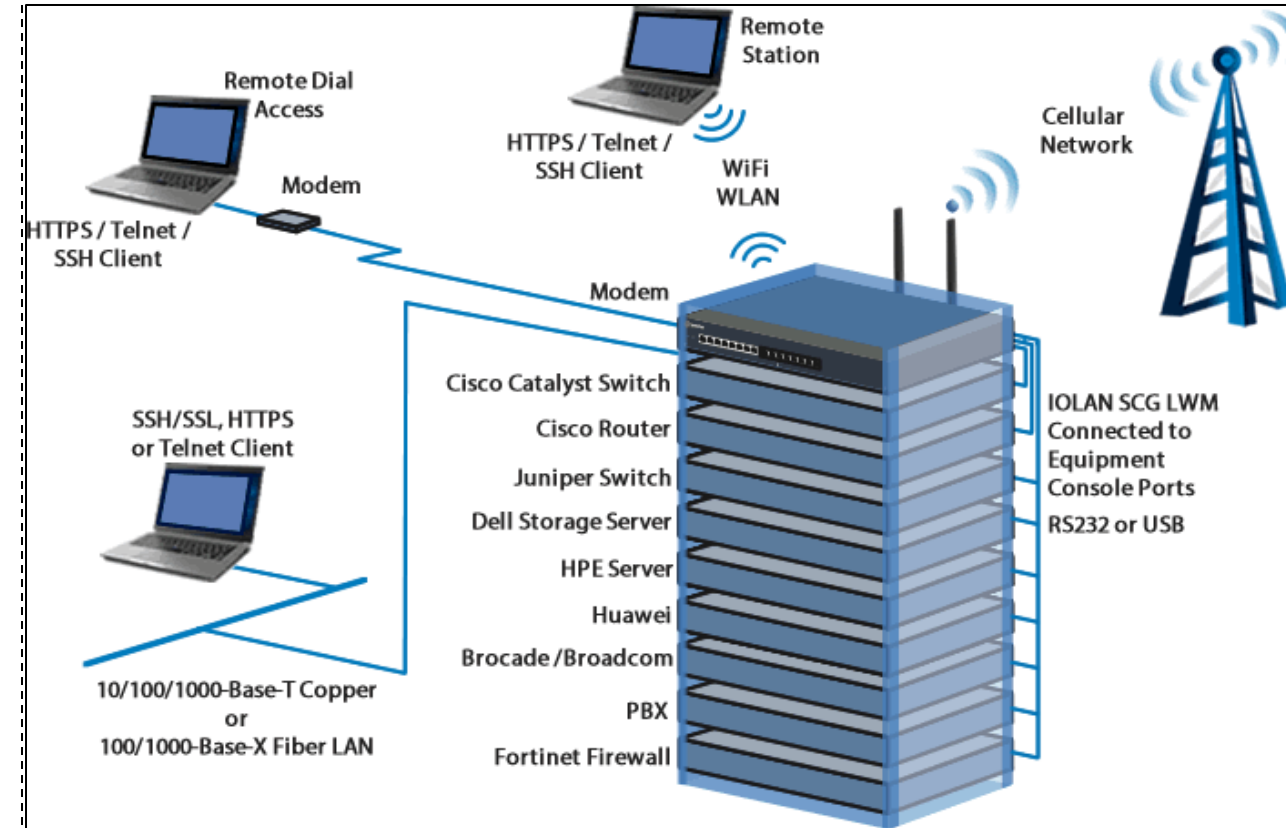 Remote
Station
Remote Dial
Access
HTTPS / Telnet /
SSH Client
Cellular
Network
WiFi
WLAN
Modem
HTTPS / Telnet /
SSH Client
Modem
Cisco Catalyst Switch
SSH/SSL, HTTPS
or Telnet Client
Cisco Router
Juniper Switch
Dell Storage Server
HPE Server
Huawei
Brocade /Broadcom
PBX
Fortinet Firewall
IOLAN SCG LWM
Connected to
Equipment
Console Ports
RS232 or USB
10/100/1000-Base-T Copper
or
100/1000-Base-X Fiber LAN